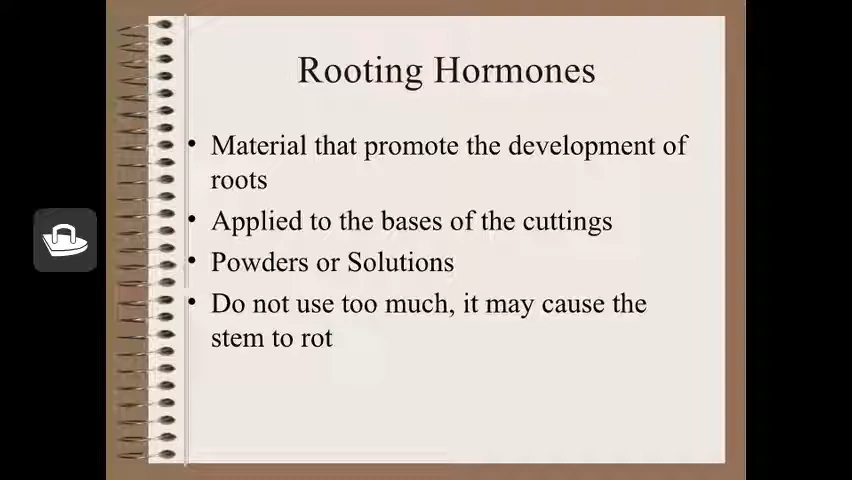 Rooting Hormones
• Material that promote the development of
roots
• Applied to the bases of the cuttings
• Powders or Solutions
• Do not use too much, it may cause the
stem to rot